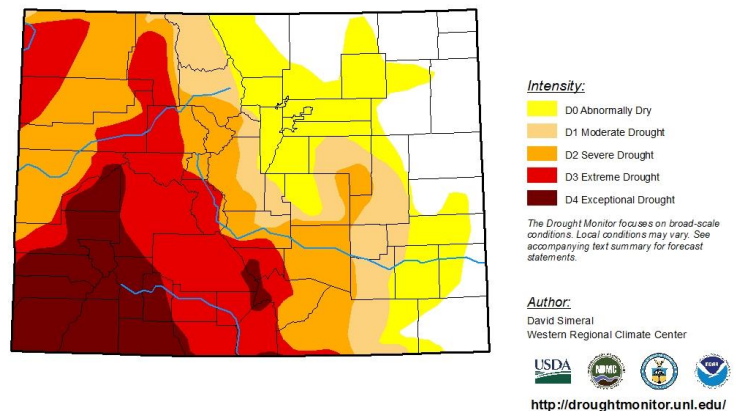 Intensity:
D0 Abnormally Dry
D1 Moderate Drought
D2 Severe Drought
D3 Extreme Drought
D4 Exceptional Drought
The Drought Monitor focuses on broad-scale
conditions. Local conditions may vary. See
accompanying text summary for forecast
statements.
Author:
David Simeral
Western Regional Climate Center
USDA
NDMC
http://droughtmonitor.unl.edu/